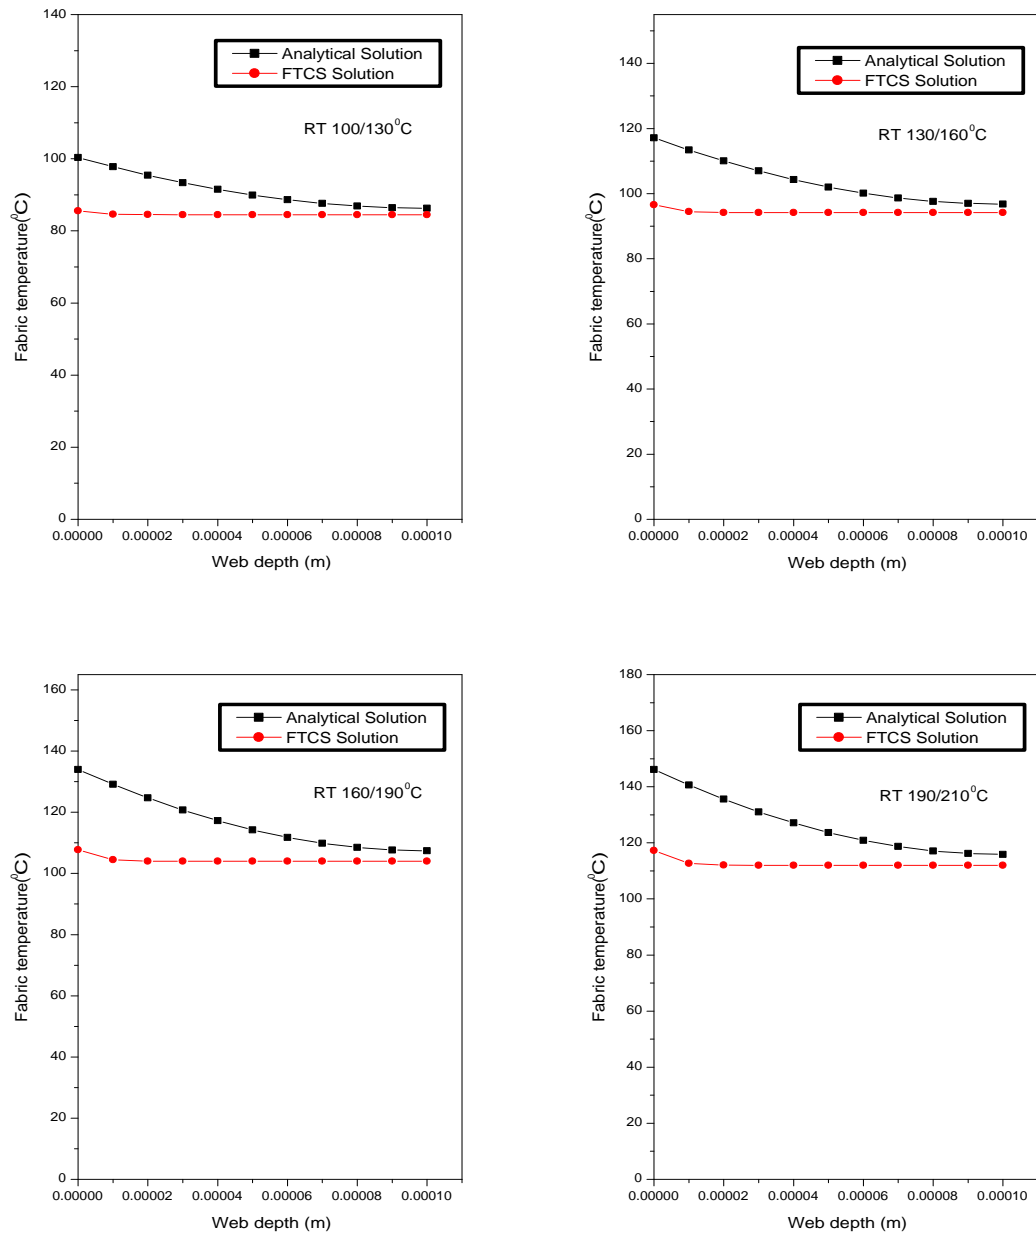 140
120
100
80
60
40
20
0
Fabric temperature(⁰C)
Analytical Solution
FTCS Solution
RT 100/130⁰C
0.00000 0.00002 0.00004 0.00006 0.00008 0.00010
Web depth (m)
140
120
100
80
60
40
20
0
Fabric temperature(⁰C)
Analytical Solution
FTCS Solution
RT 130/160⁰C
0.00000 0.00002 0.00004 0.00006 0.00008 0.00010
Web depth (m)
160
140
120
100
80
60
40
20
0
Fabric temperature(⁰C)
Analytical Solution
FTCS Solution
RT 160/190⁰C
0.00000 0.00002 0.00004 0.00006 0.00008 0.00010
Web depth (m)
180
160
140
120
100
80
60
40
20
0
Fabric temperature(⁰C)
Analytical Solution
FTCS Solution
RT 190/210⁰C
0.00000 0.00002 0.00004 0.00006 0.00008 0.00010
Web depth (m)